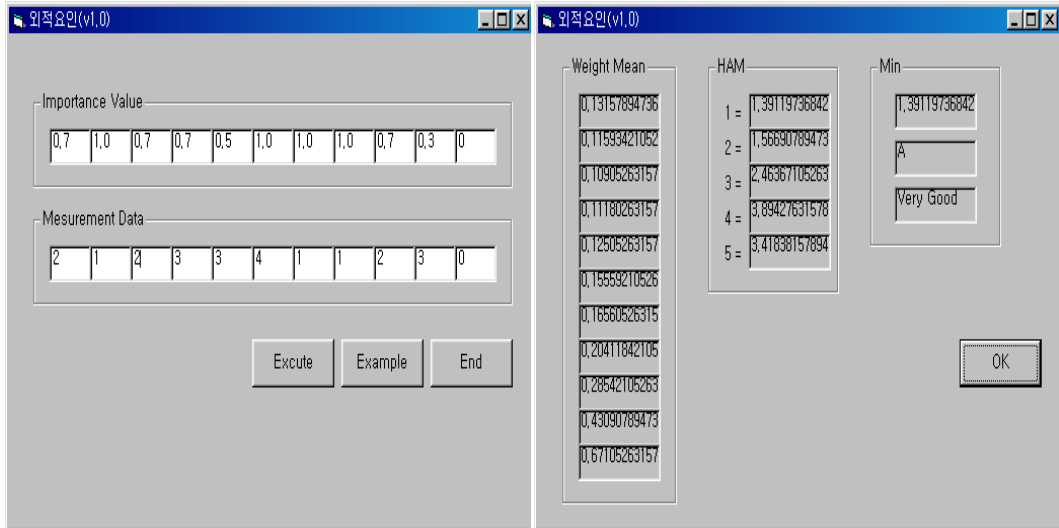 외적요인(v1,0)
Importance Value
0,7 1,0 0,7 0,7 0,5 1,0 1,0 1,0 0,7 0,3 0
Mesurement Data
2 1 2 3 3 4 1 1 2 3 0
Excute Example End
외적요인(v1,0)
Weight Mean
0,13157894736
0,11593421052
0,10905263157
0,11180263157
0,12505263157
0,15559210526
0,16560526315
0,20411842105
0,28542105263
0,43090789473
0,67105263157
HAM
1 = 1,39119736842
2 = 1,56690789473
3 = 2,46367105263
4 = 3,89427631578
5 = 3,41838157894
Min
1,39119736842
A
Very Good
OK